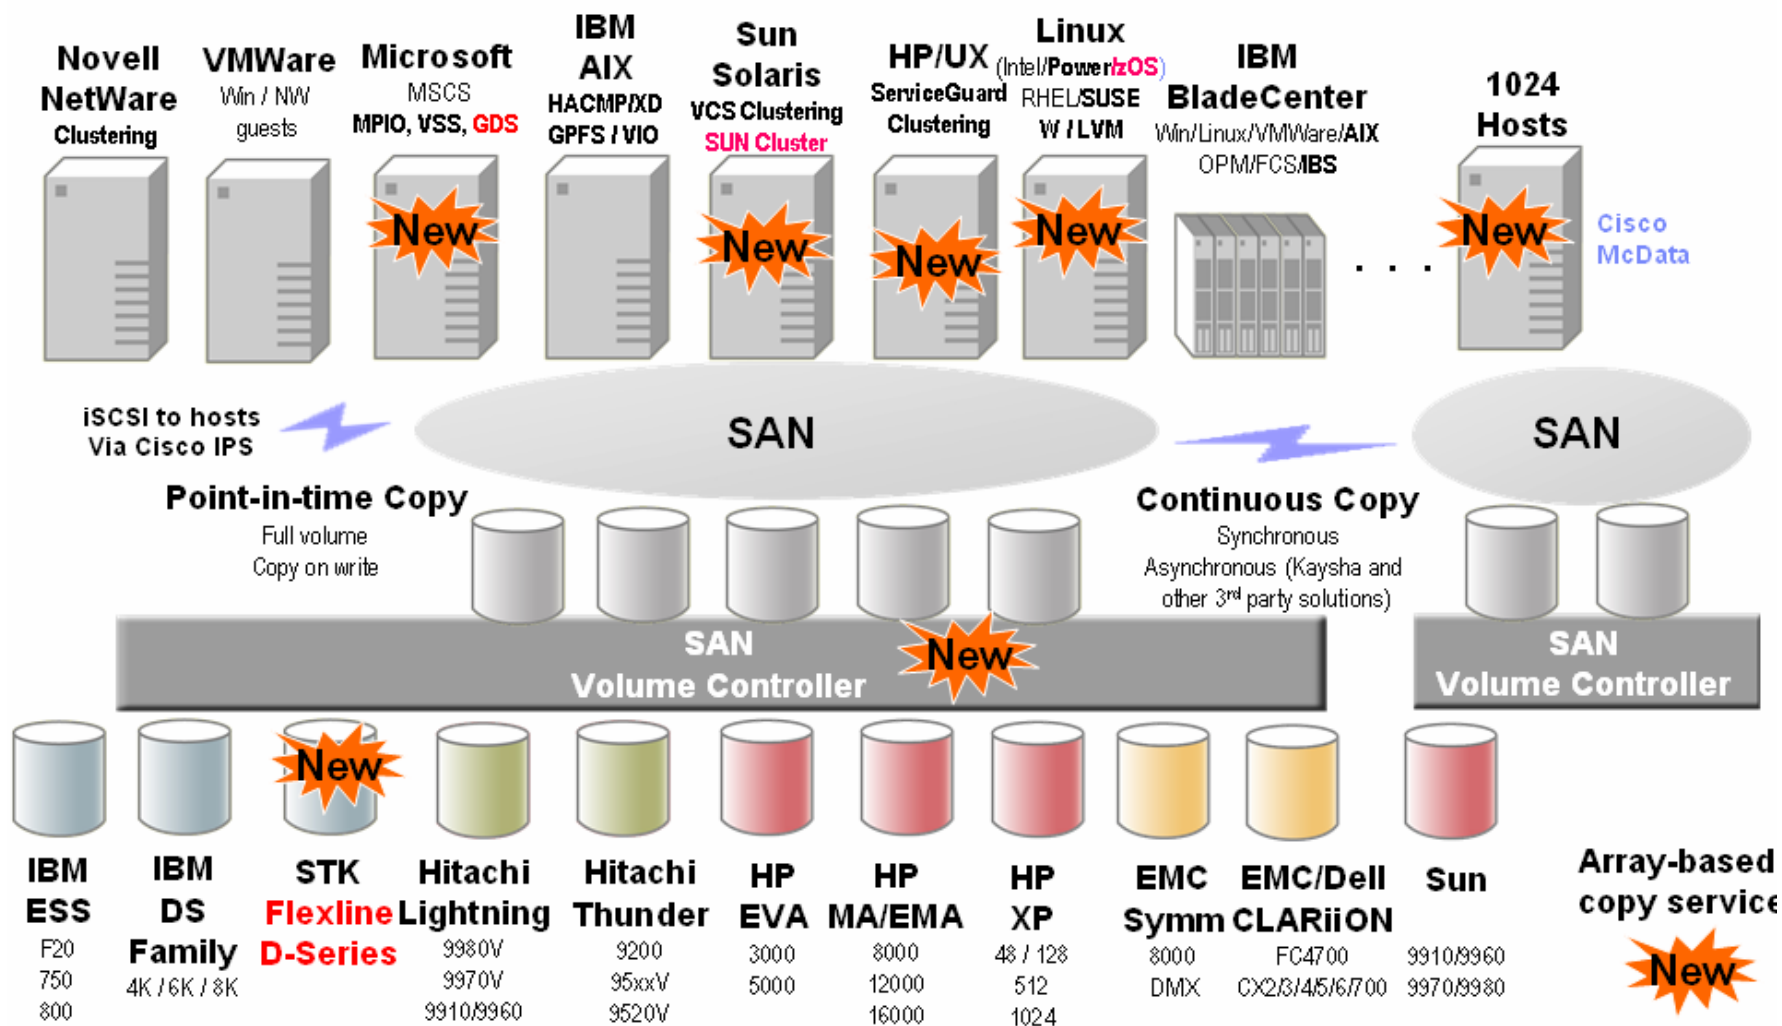 Novell
NetWare
Clustering
VMWare
Win / NW
guests
Microsoft
MSCS
MPIO, VSS, GDS
New
IBM
AIX
HACMP/XD
GPFS / VIO
Sun
Solaris
VCS Clustering
SUN Cluster
New
HP/UX
ServiceGuard
Clustering
New
Linux
(Intel/Power/zOS)
RHEL/SUSE
W / LVM
New
IBM
BladeCenter
Win/Linux/VMWare/AIX
OPM/FCS/IBS
. . .
1024
Hosts
New
Cisco
McData
iSCSI to hosts
Via Cisco IPS
SAN
SAN
Point-in-time Copy
Full volume
Copy on write
Continuous Copy
Synchronous
Asynchronous (Kaysha and
other 3rd party solutions)
SAN
Volume Controller
New
SAN
Volume Controller
IBM
ESS
F20
750
800
IBM
DS
Family
4K / 6K / 8K
New
STK
Flexline
D-Series
Hitachi
Lightning
9980V
9970V
9910/9960
Hitachi
Thunder
9200
95xxV
9520V
HP
EVA
3000
5000
HP
MA/EMA
8000
12000
16000
HP
XP
48 / 128
512
1024
EMC
Symm
8000
DMX
EMC/Dell
CLARiiON
FC4700
CX2/3/4/5/6/700
Sun
9910/9960
9970/9980
Array-based
copy service
New